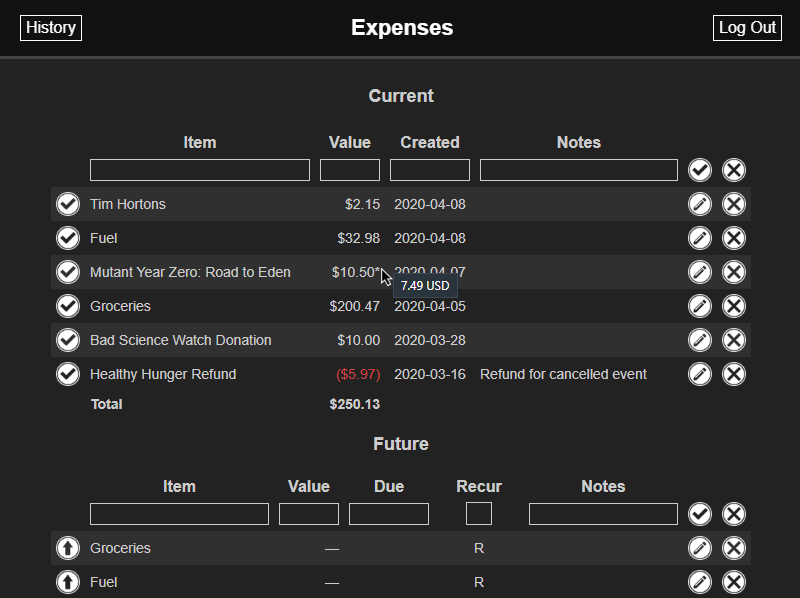 History Expenses Log Out
Current
Item Value Created Notes
Tim Hortons $2.15 2020-04-08
Fuel $32.98 2020-04-08
Mutant Year Zero: Road to Eden $10.50* 2020-04-07
7.49 USD
Groceries $200.47 2020-04-05
Bad Science Watch Donation $10.00 2020-03-28
Healthy Hunger Refund ($5.97) 2020-03-16 Refund for cancelled event
Total $250.13
Future
Item Value Due Recur Notes
Groceries — R
Fuel — R